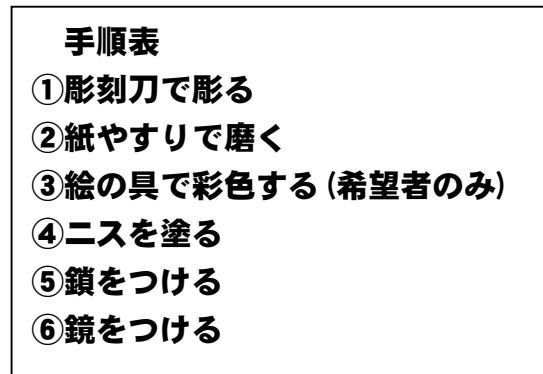 手順表
①彫刻刀で彫る
②紙やすりで磨く
③絵の具で彩色する(希望者のみ)
④ニスを塗る
⑤鎖をつける
⑥鏡をつける